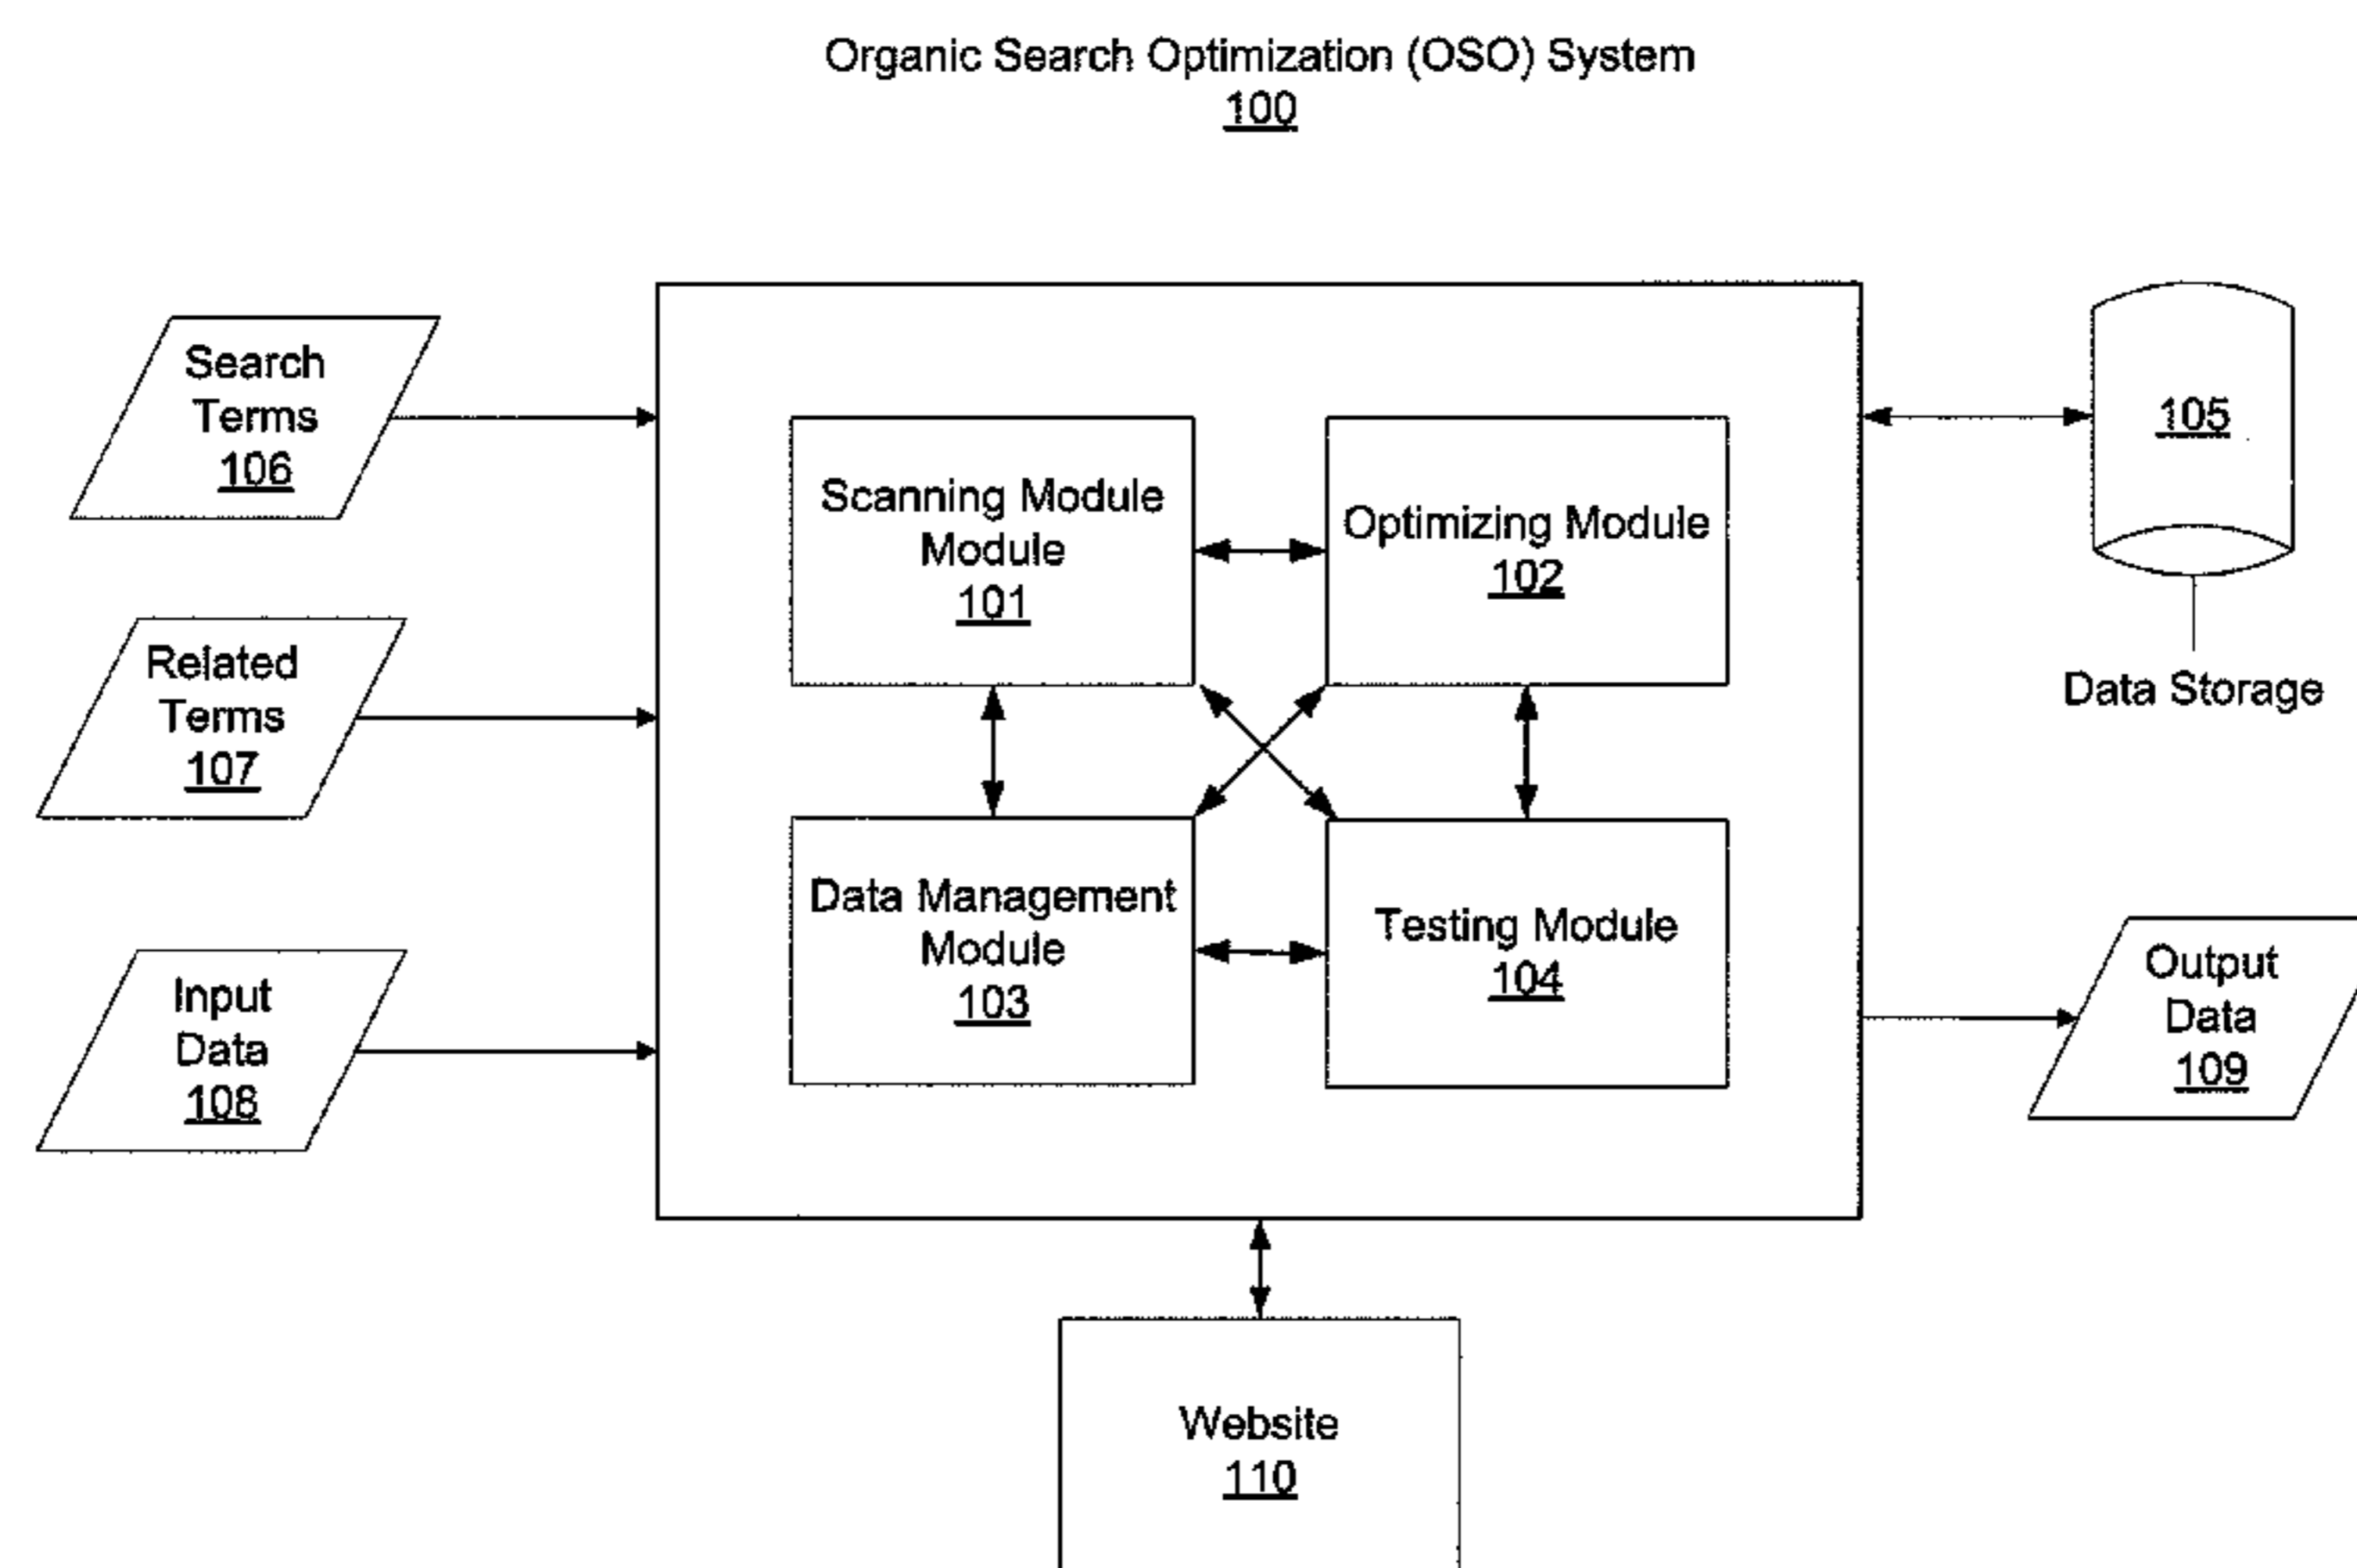 Organic Search Optimization (OSO) System
100
Search
Terms
106
Related
Terms
107
Input
Data
108
Scanning Module
Module
101
Optimizing Module
102
Data Management
Module
103
Testing Module
104
105
Data Storage
Output
Data
109
Website
110